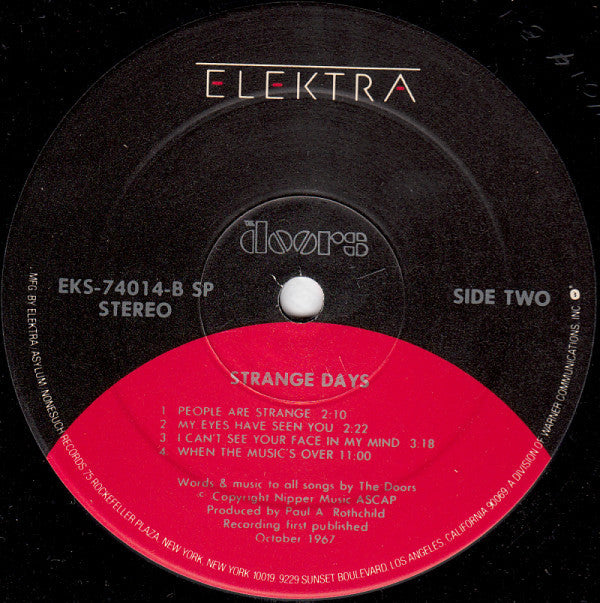 ELEKTRA
THE
doors
EKS-74014-B SP
STEREO
SIDE TWO
STRANGE DAYS
1 PEOPLE ARE STRANGE 2:10
2 MY EYES HAVE SEEN YOU 2:22
3 I CAN'T SEE YOUR FACE IN MY MIND 3.18
4. WHEN THE MUSIC'S OVER 11:00
Words & music to all songs by The Doors
© Copyright Nipper Music ASCAP
Produced by Paul A. Rothchild
Recording first published
October 1967
MFG. BY ELEKTRA/ASYLUM/NONESUCH RECORDS 75 ROCKEFELLER PLAZA, NEW YORK, NEW YORK 10019. 9229 SUNSET BOULEVARD, LOS ANGELES, CALIFORNIA 90069. A DIVISION OF WARNER COMMUNICATIONS, INC.